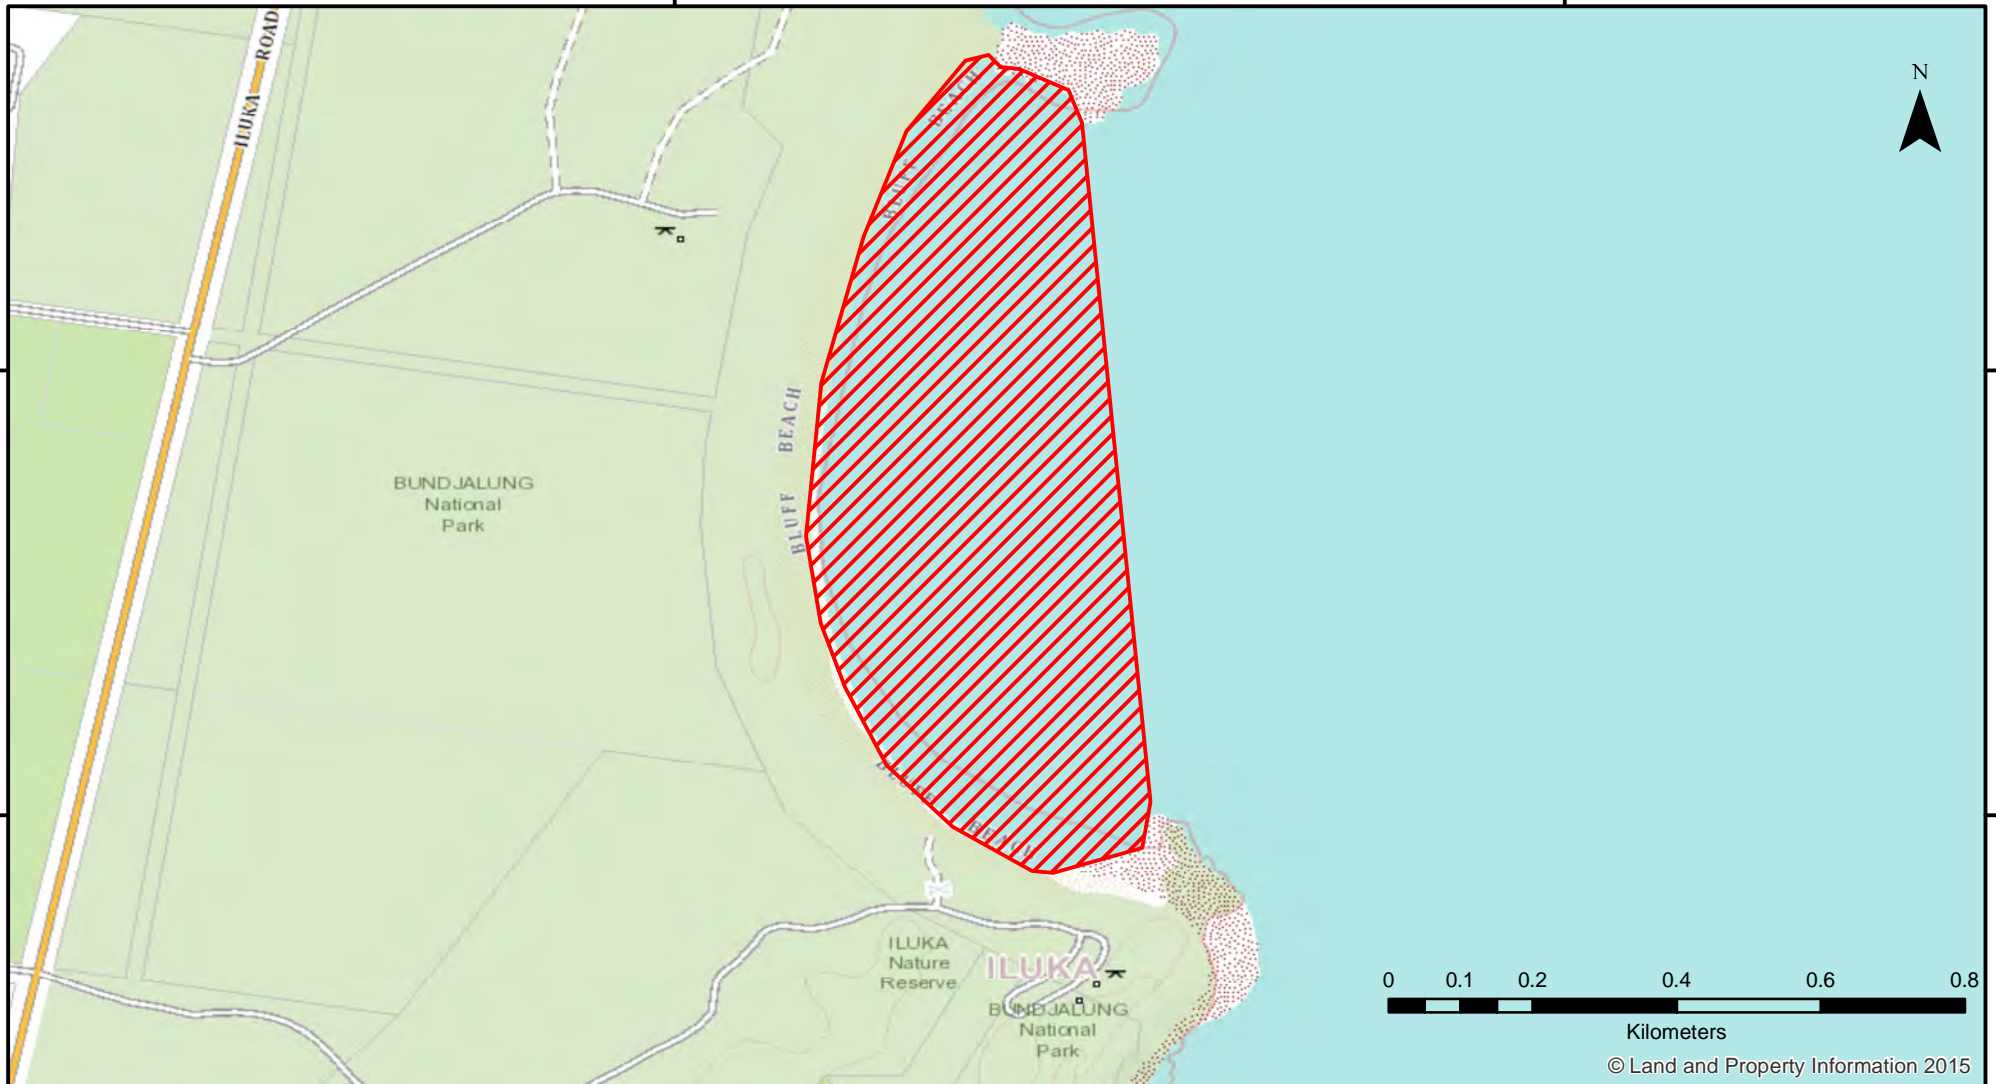 ILUKA ROAD
N
BLUFF BEACH
BLUFF BEACH
BUNDJALUNG
National
Park
BLUFF BEACH
ILUKA
Nature
Reserve
ILUKA
BUNDJALUNG
National
Park
0 0.1 0.2 0.4 0.6 0.8
Kilometers
© Land and Property Information 2015